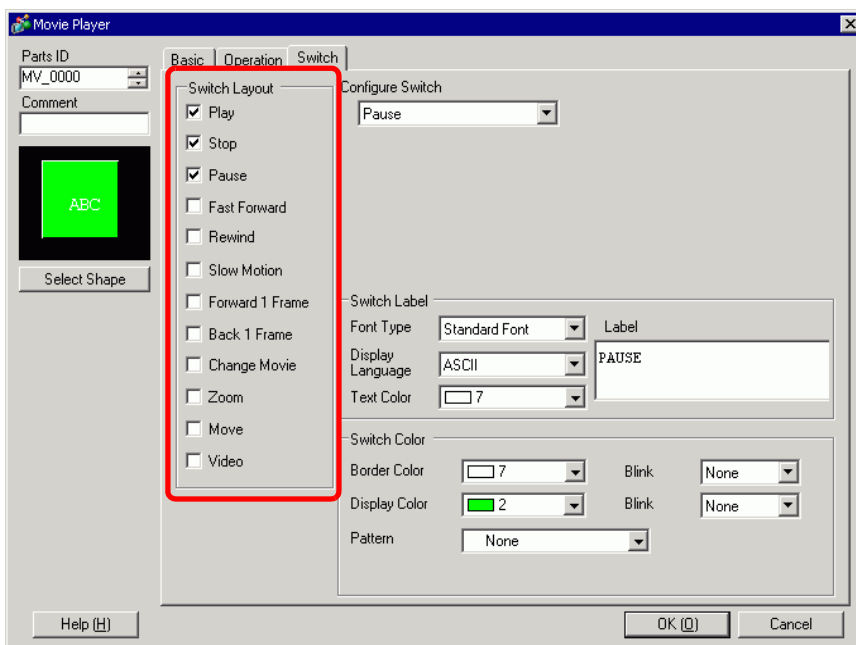 Movie Player
Parts ID
MV_0000
Comment
ABC
Select Shape
Basic
Operation
Switch
Switch Layout
Play
Stop
Pause
Fast Forward
Rewind
Slow Motion
Forward 1 Frame
Back 1 Frame
Change Movie
Zoom
Move
Video
Configure Switch
Pause
Switch Label
Font Type
Standard Font
Display
Language
ASCII
Text Color
7
Label
PAUSE
Switch Color
Border Color
7
Blink
None
Display Color
2
Blink
None
Pattern
None
Help (H)
OK (O)
Cancel